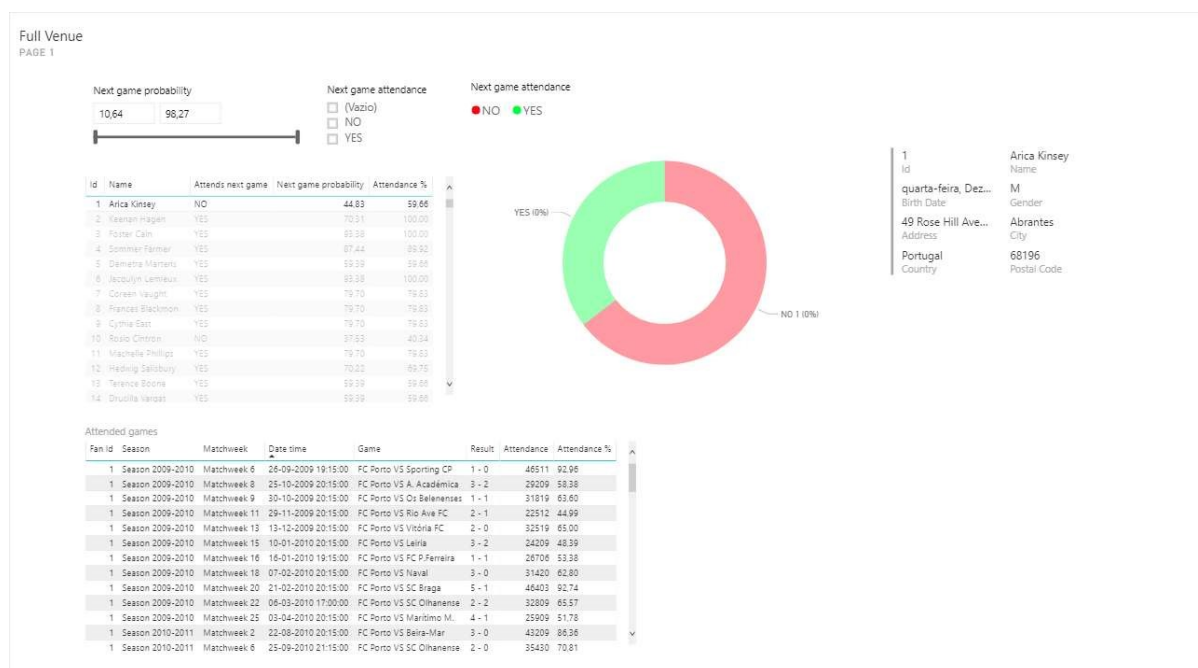 Full Venue
PAGE 1
Next game probability
10,64 98,27
Next game attendance
(Vazio)
NO
YES
Next game attendance
NO YES
Id Name Attends next game Next game probability Attendance %
1 Arica Kinsey NO 44,83 59,66
2 Keenan Hagen YES 70,31 100,00
3 Foster Cain YES 93,38 100,00
4 Sommer Farmer YES 87,44 89,92
5 Demetra Martens YES 59,39 59,66
6 Jacqulyn Lemieux YES 93,38 100,00
7 Coreen Vaught YES 79,70 79,83
8 Frances Blackmon YES 79,70 79,83
9 Cythia East YES 79,70 79,83
10 Rosio Cintron NO 37,83 40,34
11 Machelle Phillips YES 79,70 79,83
12 Hedwig Salisbury YES 70,22 69,75
13 Terence Boone YES 59,39 59,66
14 Drucilla Vargas YES 59,39 59,66
YES (0%)
NO 1 (0%)
1 Arica Kinsey
Id Name
quarta-feira, Dez... M
Birth Date Gender
49 Rose Hill Ave... Abrantes
Address City
Portugal 68196
Country Postal Code
Attended games
Fan Id Season Matchweek Date time Game Result Attendance Attendance %
1 Season 2009-2010 Matchweek 6 26-09-2009 19:15:00 FC Porto VS Sporting CP 1 - 0 46511 92,96
1 Season 2009-2010 Matchweek 8 25-10-2009 20:15:00 FC Porto VS A. Académica 3 - 2 29209 58,38
1 Season 2009-2010 Matchweek 9 30-10-2009 20:15:00 FC Porto VS Os Belenenses 1 - 1 31819 63,60
1 Season 2009-2010 Matchweek 11 29-11-2009 20:15:00 FC Porto VS Rio Ave FC 2 - 1 22512 44,99
1 Season 2009-2010 Matchweek 13 13-12-2009 20:15:00 FC Porto VS Vitória FC 2 - 0 32519 65,00
1 Season 2009-2010 Matchweek 15 10-01-2010 20:15:00 FC Porto VS Leiria 3 - 2 24209 48,39
1 Season 2009-2010 Matchweek 16 16-01-2010 19:15:00 FC Porto VS FC P.Ferreira 1 - 1 26706 53,38
1 Season 2009-2010 Matchweek 18 07-02-2010 20:15:00 FC Porto VS Naval 3 - 0 31420 62,80
1 Season 2009-2010 Matchweek 20 21-02-2010 20:15:00 FC Porto VS SC Braga 5 - 1 46403 92,74
1 Season 2009-2010 Matchweek 22 06-03-2010 17:00:00 FC Porto VS SC Olhanense 2 - 2 32809 65,57
1 Season 2009-2010 Matchweek 25 03-04-2010 20:15:00 FC Porto VS Marítimo M. 4 - 1 25909 51,78
1 Season 2010-2011 Matchweek 2 22-08-2010 20:15:00 FC Porto VS Beira-Mar 3 - 0 43209 86,36
1 Season 2010-2011 Matchweek 6 25-09-2010 21:15:00 FC Porto VS SC Olhanense 2 - 0 35430 70,81